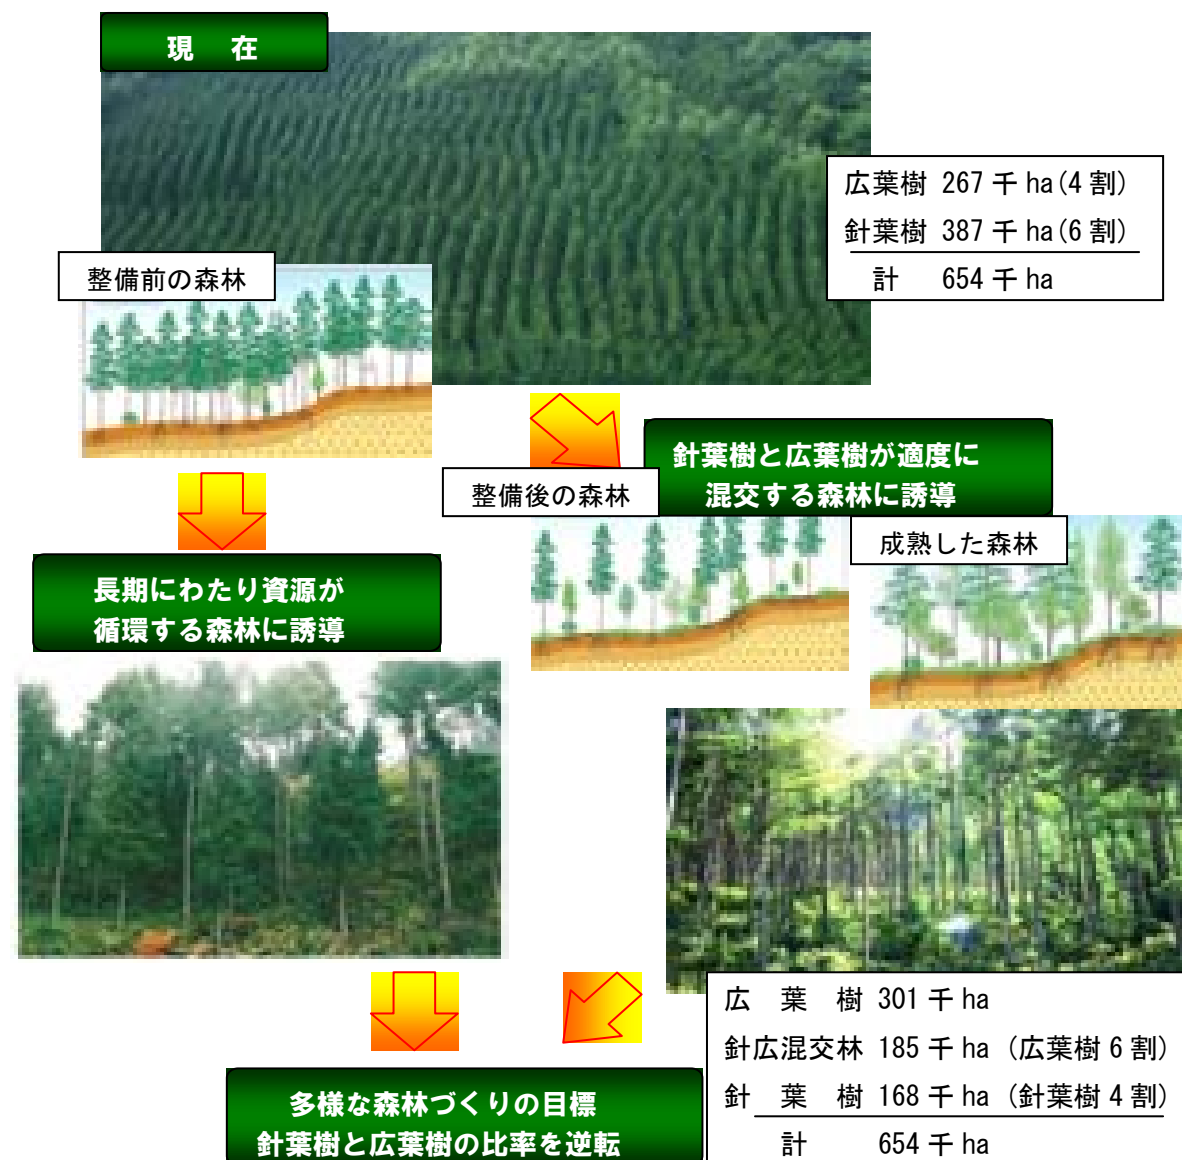 現　在
広葉樹 267 千 ha(4 割)
針葉樹 387 千 ha(6 割)
計 654 千 ha
整備前の森林
針葉樹と広葉樹が適度に
混交する森林に誘導
整備後の森林
成熟した森林
長期にわたり資源が
循環する森林に誘導
広　葉　樹 301 千 ha
針広混交林 185 千 ha (広葉樹 6 割)
針　葉　樹 168 千 ha (針葉樹 4 割)
計 654 千 ha
多様な森林づくりの目標
針葉樹と広葉樹の比率を逆転